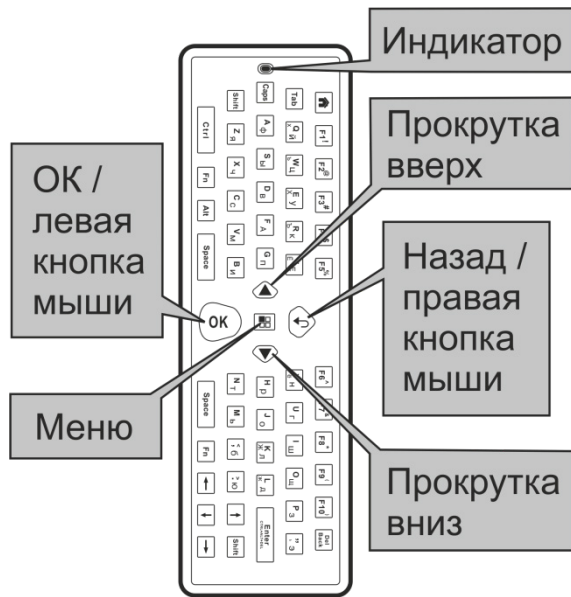 Индикатор
Прокрутка
вверх
ОК /
левая
кнопка
мыши
Назад /
правая
кнопка
мыши
Меню
Прокрутка
вниз
Caps
Tab
Shift
Ctrl
Fn
Alt
Space
F1 !
F2 @
F3 #
F5 %
Q Й
W Ц
E У
R К
A Ф
S Ы
D В
F А
G П
Z Я
X Ч
C С
V М
B И
OK
F6 ^
F8 *
F9 (
F10 )
Н
U Г
I Ш
O Щ
P З
Del
Back
H Р
J О
K Л
L Д
Enter
N Т
M Ь
Б
Ю
Э
Shift
Space
Fn